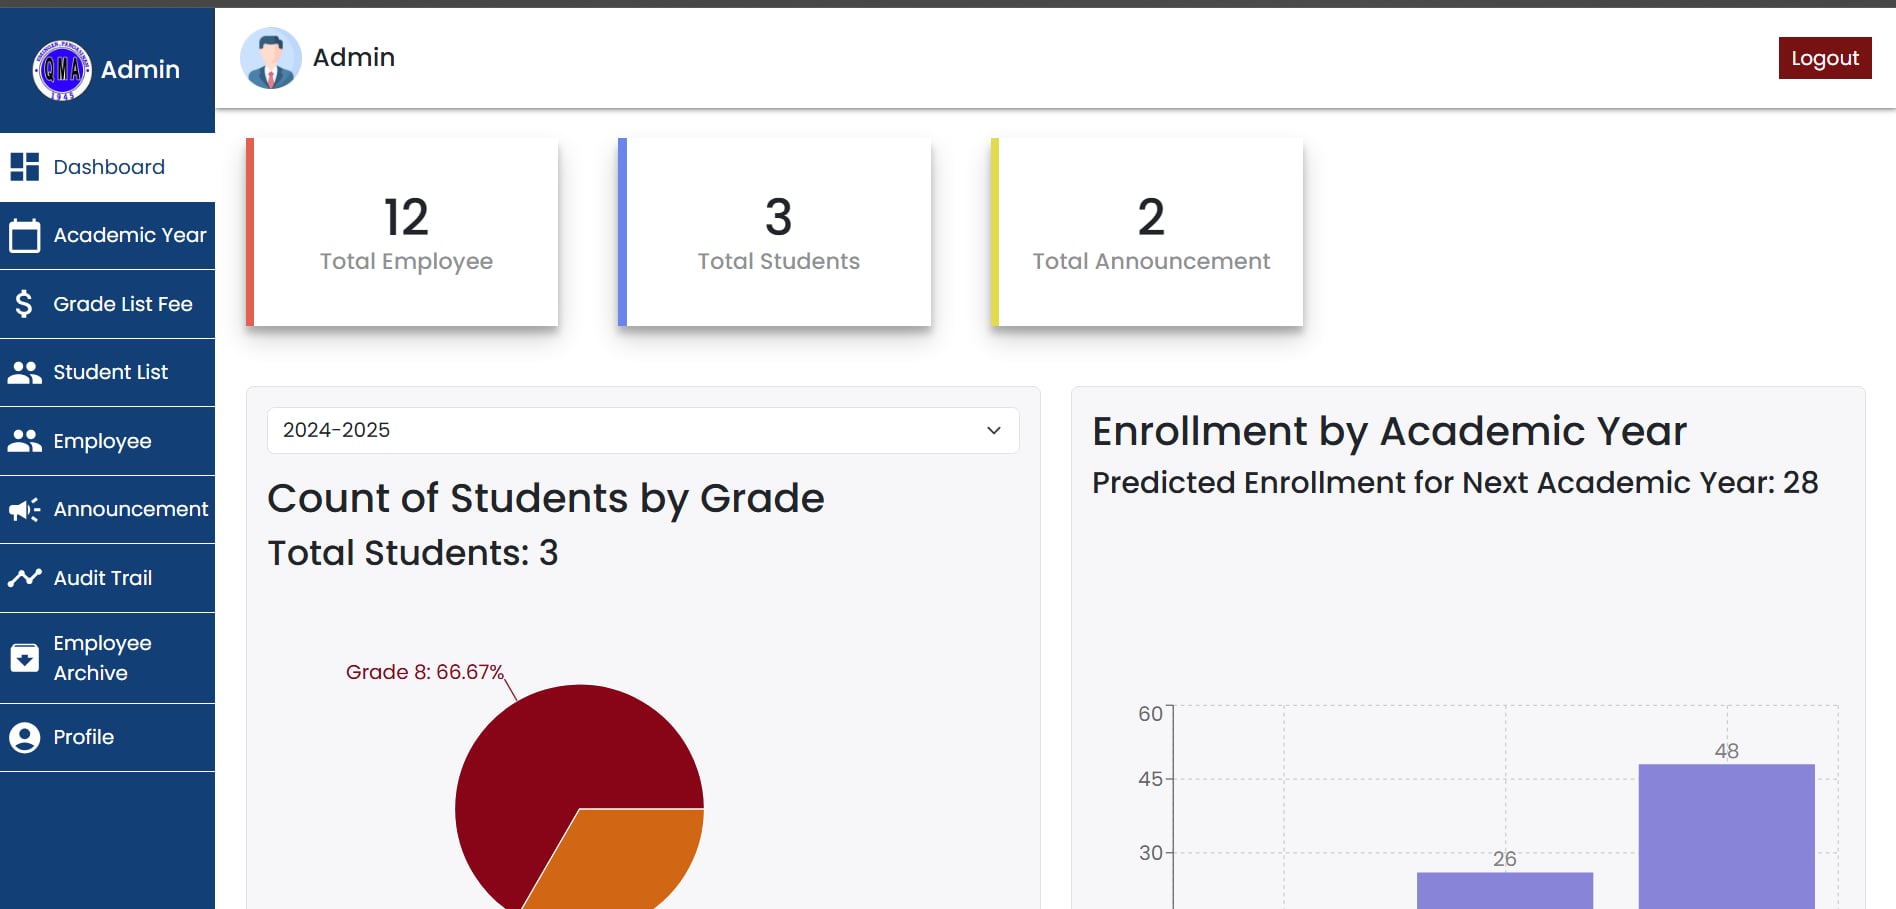 QMA
1945
Admin
Admin
Logout
Dashboard
Academic Year
Grade List Fee
Student List
Employee
Announcement
Audit Trail
Employee
Archive
Profile
12
Total Employee
3
Total Students
2
Total Announcement
2024-2025
Count of Students by Grade
Total Students: 3
Grade 8: 66.67%
Enrollment by Academic Year
Predicted Enrollment for Next Academic Year: 28
60
48
45
30
26